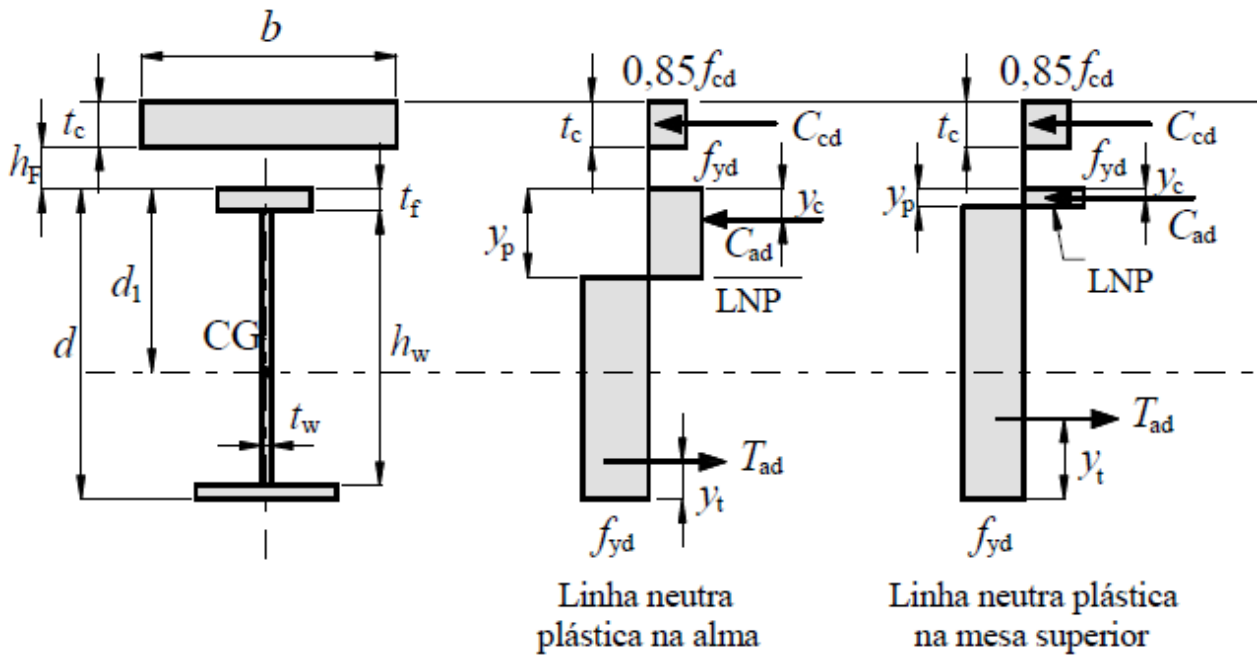 b
0,85f_cd
0,85f_cd
t_c
t_c
C_cd
t_c
C_cd
h_F
f_yd
f_yd
t_f
y_c
y_p
y_c
y_p
C_ad
C_ad
d_1
LNP
LNP
d
CG
h_w
t_w
T_ad
T_ad
y_t
y_t
f_yd
f_yd
Linha neutra
plástica na alma
Linha neutra plástica
na mesa superior